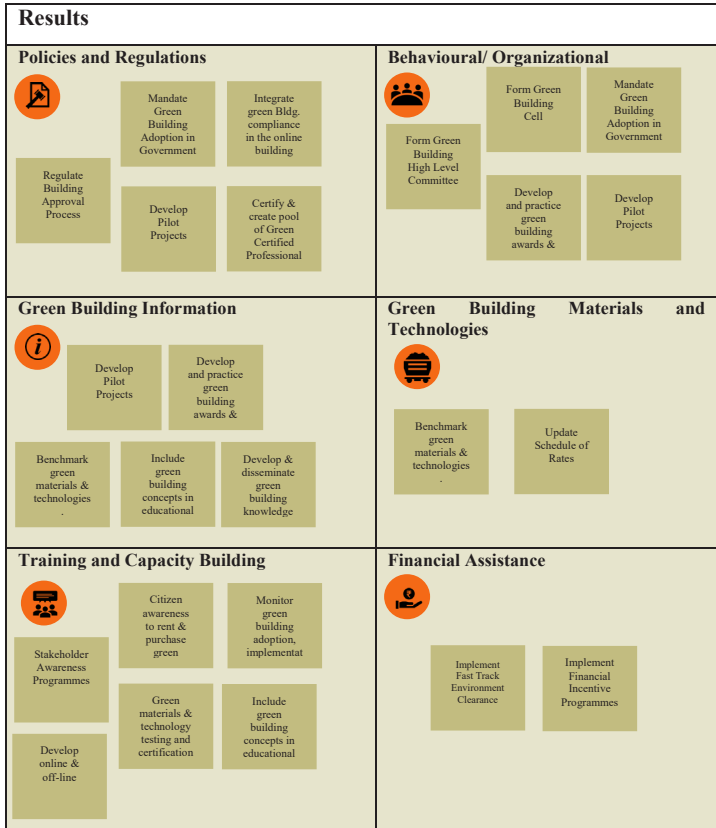 Results
Policies and Regulations
Mandate
Green
Building
Adoption in
Government
Integrate
green Bldg.
compliance
in the online
building
Regulate
Building
Approval
Process
Develop
Pilot
Projects
Certify &
create pool
of Green
Certified
Professional
Behavioural/ Organizational
Form Green
Building
Cell
Mandate
Green
Building
Adoption in
Government
Form Green
Building
High Level
Committee
Develop
and practice
green
building
awards &
Develop
Pilot
Projects
Green Building Information
i
Develop
Pilot
Projects
Develop
and practice
green
building
awards &
Benchmark
green
materials &
technologies
.
Include
green
building
concepts in
educational
Develop &
disseminate
green
building
knowledge
Green Building Materials and
Technologies
Benchmark
green
materials &
technologies
.
Update
Schedule of
Rates
Training and Capacity Building
Citizen
awareness
to rent &
purchase
green
Monitor
green
building
adoption,
implementat
Stakeholder
Awareness
Programmes
Green
materials &
technology
testing and
certification
Include
green
building
concepts in
educational
Develop
online &
off-line
Financial Assistance
₹
Implement
Fast Track
Environment
Clearance
Implement
Financial
Incentive
Programmes